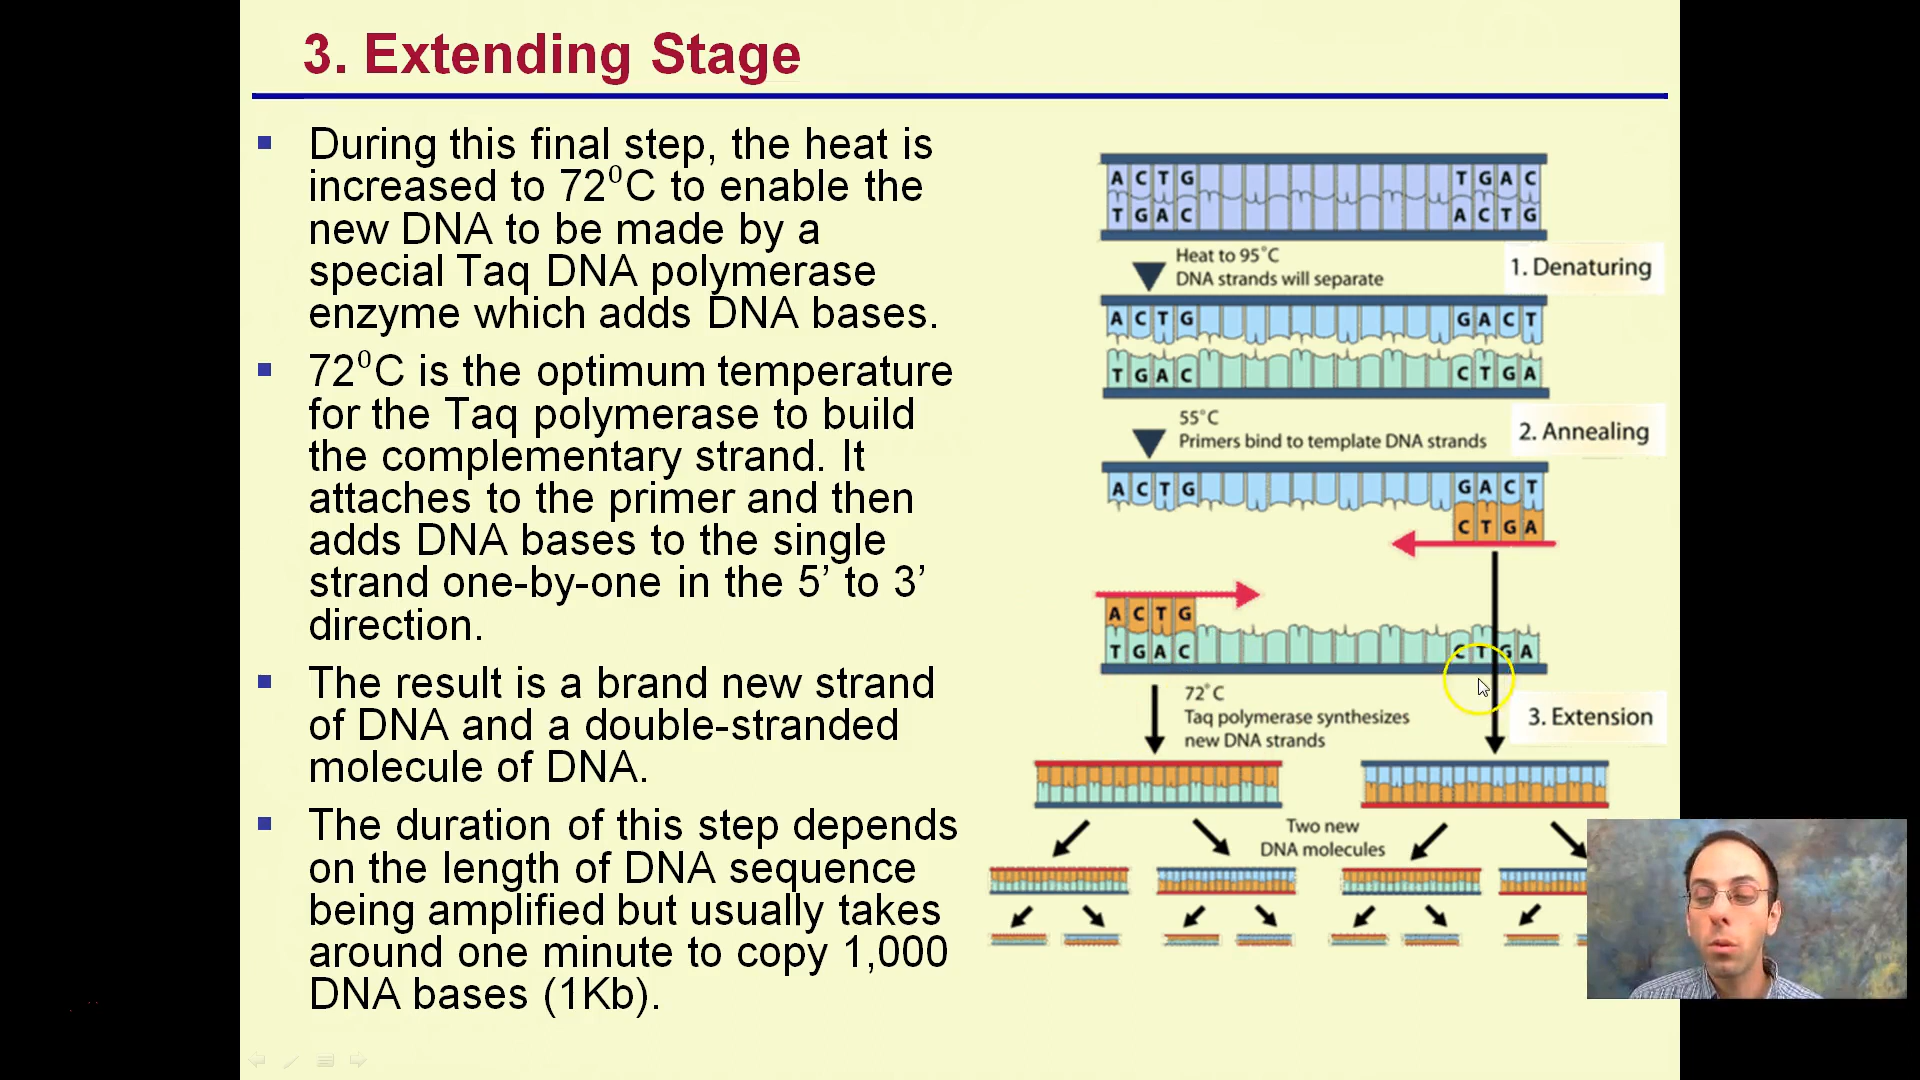 3. Extending Stage
During this final step, the heat is
increased to 72⁰C to enable the
new DNA to be made by a
special Taq DNA polymerase
enzyme which adds DNA bases.
72⁰C is the optimum temperature
for the Taq polymerase to build
the complementary strand. It
attaches to the primer and then
adds DNA bases to the single
strand one-by-one in the 5’ to 3’
direction.
The result is a brand new strand
of DNA and a double-stranded
molecule of DNA.
The duration of this step depends
on the length of DNA sequence
being amplified but usually takes
around one minute to copy 1,000
DNA bases (1Kb).
A C T G T G A C
T G A C A C T G
Heat to 95°C
DNA strands will separate
1. Denaturing
A C T G G A C T
T G A C C T G A
55°C
Primers bind to template DNA strands
2. Annealing
A C T G G A C T
C T G A
A C T G
T G A C C T G A
72°C
Taq polymerase synthesizes
new DNA strands
3. Extension
Two new
DNA molecules